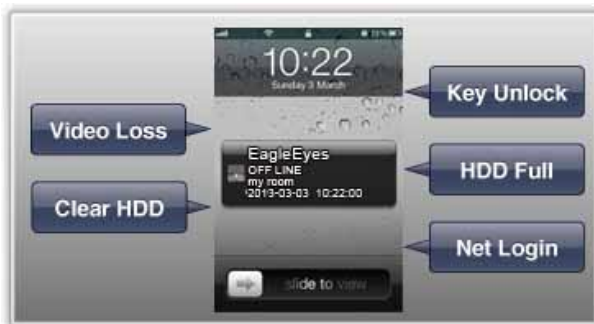 10:22
Sunday 3 March
Key Unlock
Video Loss
EagleEyes
OFF LINE
my room
2013-03-03 10:22:00
HDD Full
Clear HDD
Net Login
slide to view